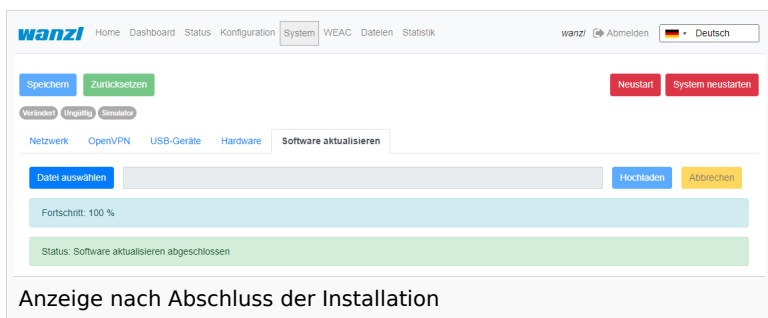 wanzl Home Dashboard Status Konfiguration System WEAC Dateien Statistik wanzl Abmelden Deutsch
Speichern Zurücksetzen Neustart System neustarten
Verändert Ungültig Simulator
Netzwerk OpenVPN USB-Geräte Hardware Software aktualisieren
Datei auswählen Hochladen Abbrechen
Fortschritt: 100 %
Status: Software aktualisieren abgeschlossen
Anzeige nach Abschluss der Installation